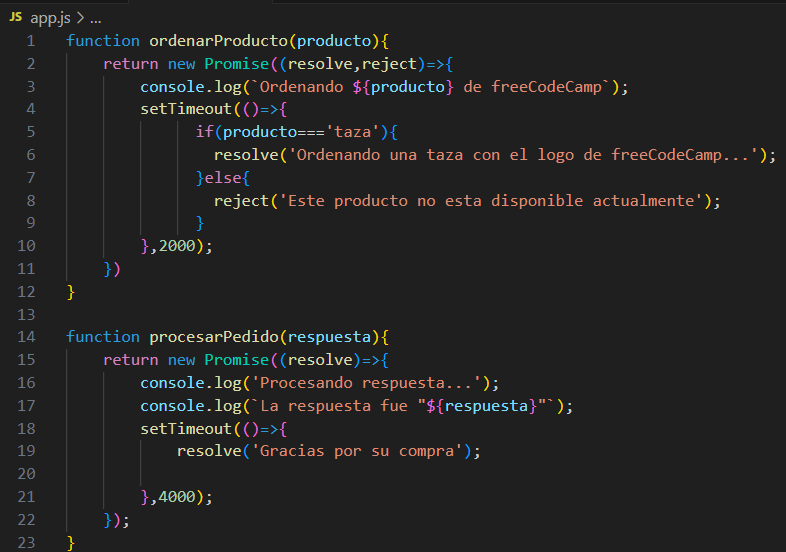 JS app.js > ...
1 function ordenarProducto(producto){
2     return new Promise((resolve,reject)=>{
3         console.log(`Ordenando ${producto} de freeCodeCamp`);
4         setTimeout(()=>{
5               if(producto==='taza'){
6                 resolve('Ordenando una taza con el logo de freeCodeCamp...');
7               }else{
8                 reject('Este producto no esta disponible actualmente');
9               }
10         },2000);
11     })
12 }
13
14 function procesarPedido(respuesta){
15     return new Promise((resolve)=>{
16         console.log('Procesando respuesta...');
17         console.log(`La respuesta fue "${respuesta}"`);
18         setTimeout(()=>{
19             resolve('Gracias por su compra');
20
21         },4000);
22     });
23 }